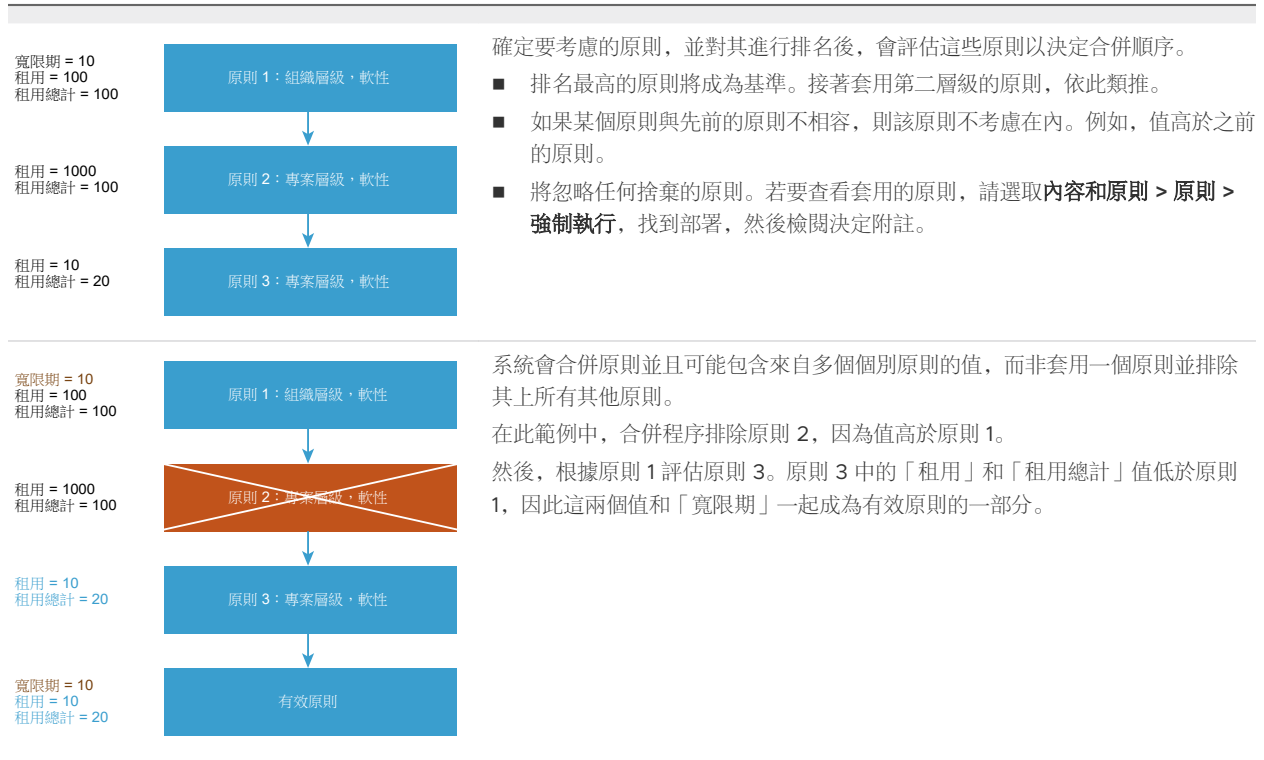 寬限期 = 10
租用 = 100
租用總計 = 100
原則 1：組織層級，軟性
租用 = 1000
租用總計 = 100
原則 2：專案層級，軟性
租用 = 10
租用總計 = 20
原則 3：專案層級，軟性
確定要考慮的原則，並對其進行排名後，會評估這些原則以決定合併順序。
■ 排名最高的原則將成為基準。接著套用第二層級的原則，依此類推。
■ 如果某個原則與先前的原則不相容，則該原則不考慮在內。例如，值高於之前
的原則。
■ 將忽略任何捨棄的原則。若要查看套用的原則，請選取內容和原則 > 原則 >
強制執行，找到部署，然後檢閱決定附註。
寬限期 = 10
租用 = 100
租用總計 = 100
原則 1：組織層級，軟性
租用 = 1000
租用總計 = 100
原則 2：專案層級，軟性
租用 = 10
租用總計 = 20
原則 3：專案層級，軟性
寬限期 = 10
租用 = 10
租用總計 = 20
有效原則
系統會合併原則並且可能包含來自多個個別原則的值，而非套用一個原則並排除
其上所有其他原則。
在此範例中，合併程序排除原則 2，因為值高於原則 1。
然後，根據原則 1 評估原則 3。原則 3 中的「租用」和「租用總計」值低於原則
1，因此這兩個值和「寬限期」一起成為有效原則的一部分。